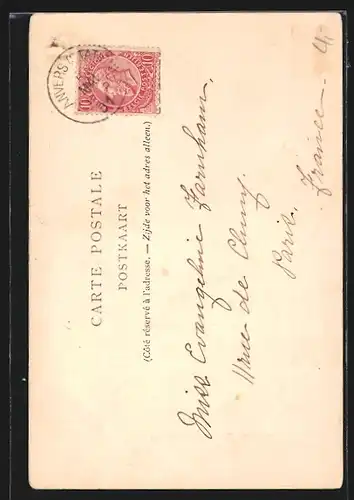 ANVERS
10 10
CARTE POSTALE
POSTKAART
(Côté réservé à l'adresse. — Zijde voor het adres alleen.)
Miss Evangeline Farnham,
11 rue de Cluny,
Paris,
France.